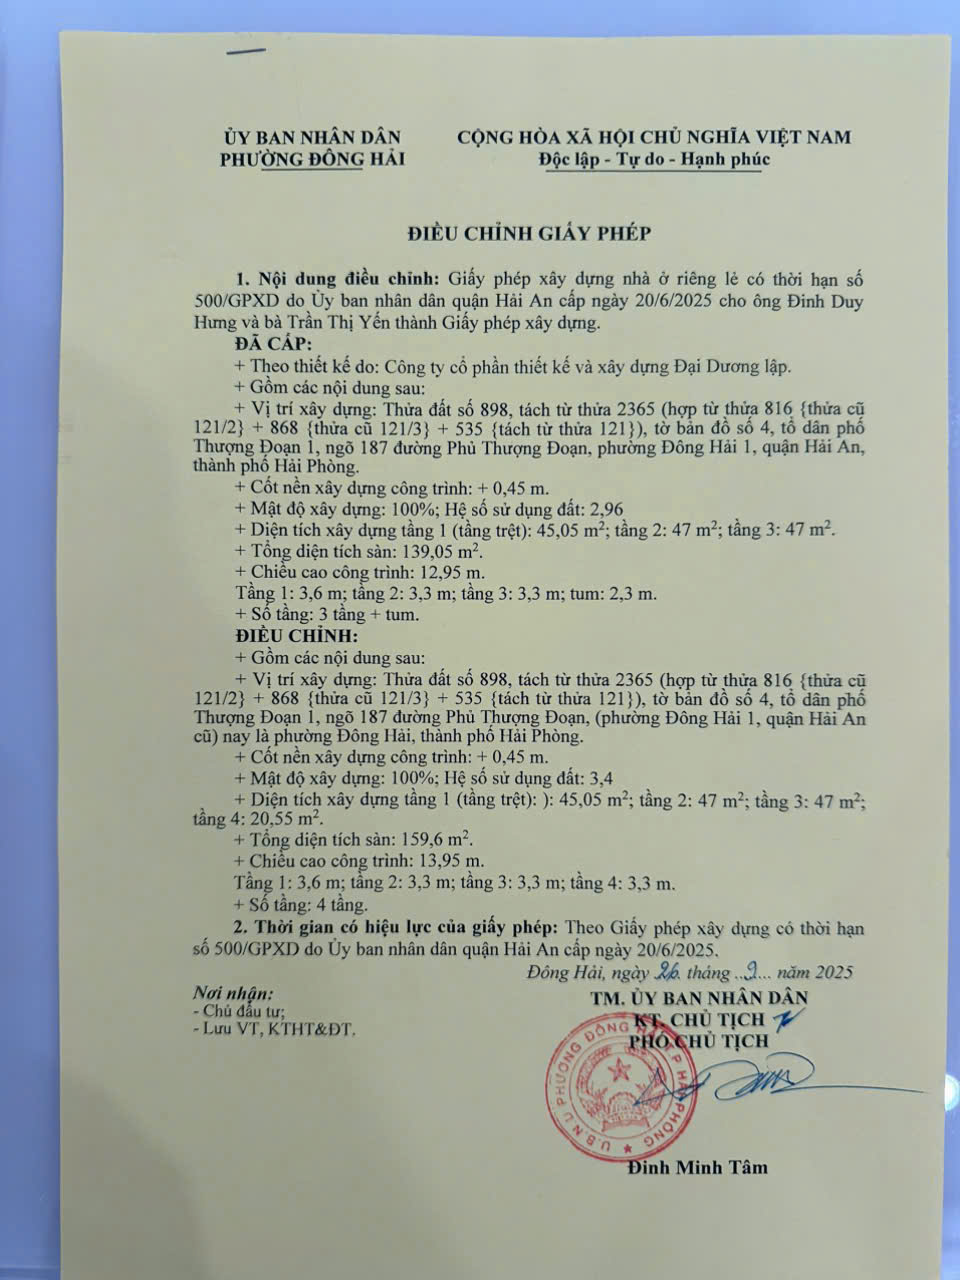 ỦY BAN NHÂN DÂN
PHƯỜNG ĐÔNG HẢI
CỘNG HÒA XÃ HỘI CHỦ NGHĨA VIỆT NAM
Độc lập - Tự do - Hạnh phúc
ĐIỀU CHỈNH GIẤY PHÉP
1. Nội dung điều chỉnh: Giấy phép xây dựng nhà ở riêng lẻ có thời hạn số
500/GPXD do Ủy ban nhân dân quận Hải An cấp ngày 20/6/2025 cho ông Đinh Duy
Hưng và bà Trần Thị Yến thành Giấy phép xây dựng.
ĐÃ CẤP:
+ Theo thiết kế do: Công ty cổ phần thiết kế và xây dựng Đại Dương lập.
+ Gồm các nội dung sau:
+ Vị trí xây dựng: Thửa đất số 898, tách từ thửa 2365 (hợp từ thửa 816 {thửa cũ
121/2} + 868 {thửa cũ 121/3} + 535 {tách từ thửa 121}), tờ bản đồ số 4, tổ dân phố
Thượng Đoạn 1, ngõ 187 đường Phủ Thượng Đoạn, phường Đông Hải 1, quận Hải An,
thành phố Hải Phòng.
+ Cốt nền xây dựng công trình: + 0,45 m.
+ Mật độ xây dựng: 100%; Hệ số sử dụng đất: 2,96
+ Diện tích xây dựng tầng 1 (tầng trệt): 45,05 m²; tầng 2: 47 m²; tầng 3: 47 m².
+ Tổng diện tích sàn: 139,05 m².
+ Chiều cao công trình: 12,95 m.
Tầng 1: 3,6 m; tầng 2: 3,3 m; tầng 3: 3,3 m; tum: 2,3 m.
+ Số tầng: 3 tầng + tum.
ĐIỀU CHỈNH:
+ Gồm các nội dung sau:
+ Vị trí xây dựng: Thửa đất số 898, tách từ thửa 2365 (hợp từ thửa 816 {thửa cũ
121/2} + 868 {thửa cũ 121/3} + 535 {tách từ thửa 121}), tờ bản đồ số 4, tổ dân phố
Thượng Đoạn 1, ngõ 187 đường Phủ Thượng Đoạn, (phường Đông Hải 1, quận Hải An
cũ) nay là phường Đông Hải, thành phố Hải Phòng.
+ Cốt nền xây dựng công trình: + 0,45 m.
+ Mật độ xây dựng: 100%; Hệ số sử dụng đất: 3,4
+ Diện tích xây dựng tầng 1 (tầng trệt): ): 45,05 m²; tầng 2: 47 m²; tầng 3: 47 m²;
tầng 4: 20,55 m².
+ Tổng diện tích sàn: 159,6 m².
+ Chiều cao công trình: 13,95 m.
Tầng 1: 3,6 m; tầng 2: 3,3 m; tầng 3: 3,3 m; tầng 4: 3,3 m.
+ Số tầng: 4 tầng.
2. Thời gian có hiệu lực của giấy phép: Theo Giấy phép xây dựng có thời hạn
số 500/GPXD do Ủy ban nhân dân quận Hải An cấp ngày 20/6/2025.
Đông Hải, ngày 26 tháng ..9... năm 2025
Nơi nhận:
- Chủ đầu tư;
- Lưu VT, KTHT&ĐT.
TM. ỦY BAN NHÂN DÂN
KT. CHỦ TỊCH
PHÓ CHỦ TỊCH
U.B.N.D PHƯỜNG ĐÔNG HẢI T.P HẢI PHÒNG
Đinh Minh Tâm